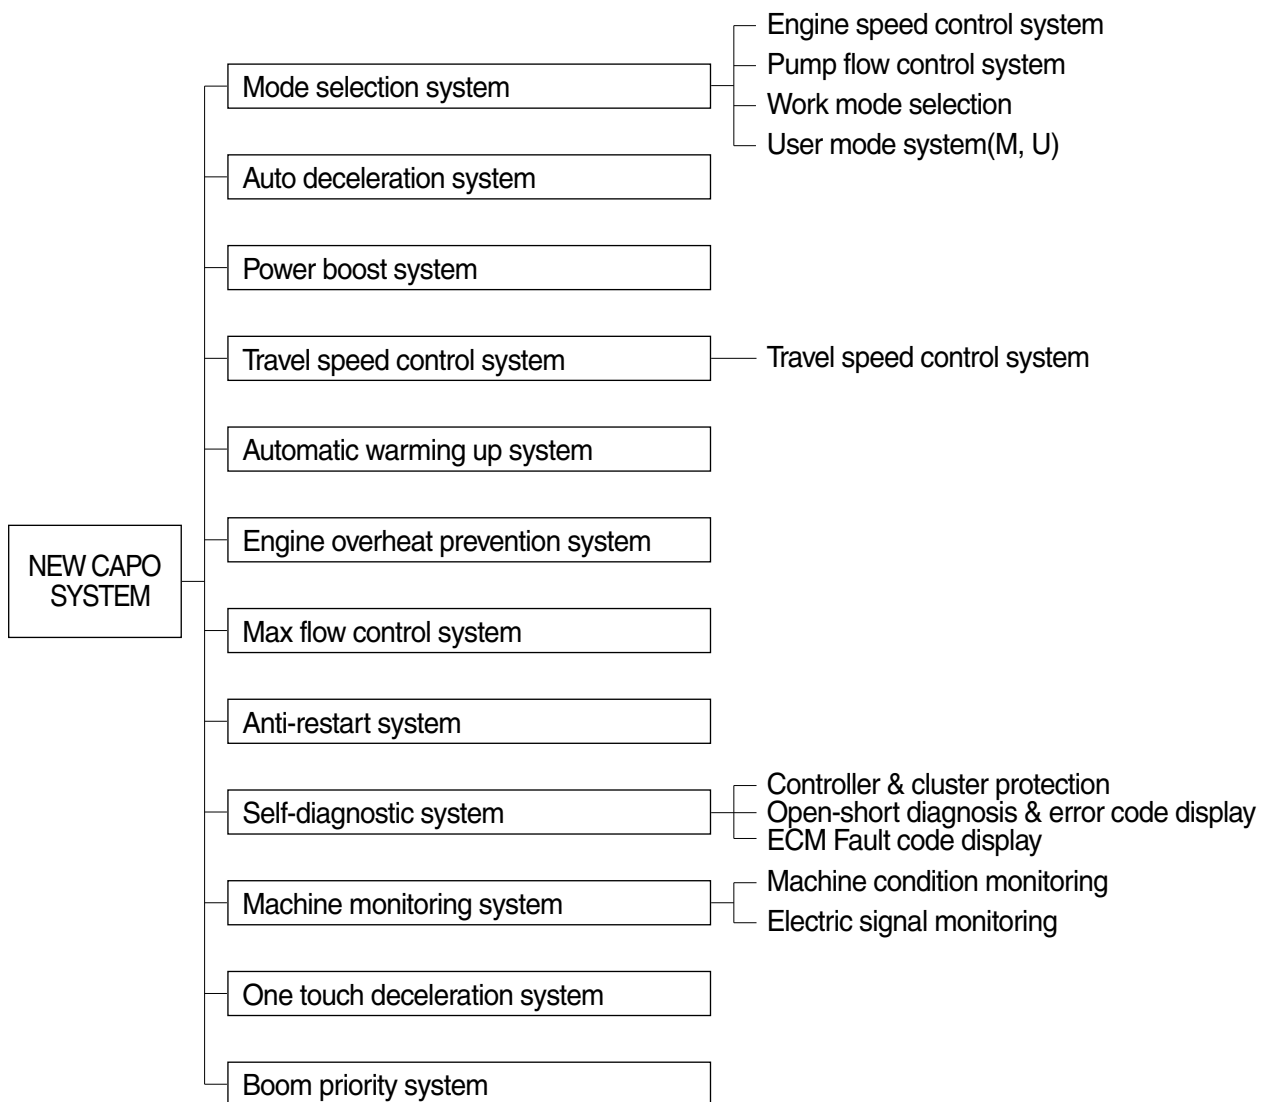 Engine speed control system
Mode selection system
Pump flow control system
Work mode selection
User mode system(M, U)
Auto deceleration system
Power boost system
Travel speed control system
Travel speed control system
Automatic warming up system
Engine overheat prevention system
NEW CAPO
SYSTEM
Max flow control system
Anti-restart system
Self-diagnostic system
Controller & cluster protection
Open-short diagnosis & error code display
ECM Fault code display
Machine monitoring system
Machine condition monitoring
Electric signal monitoring
One touch deceleration system
Boom priority system